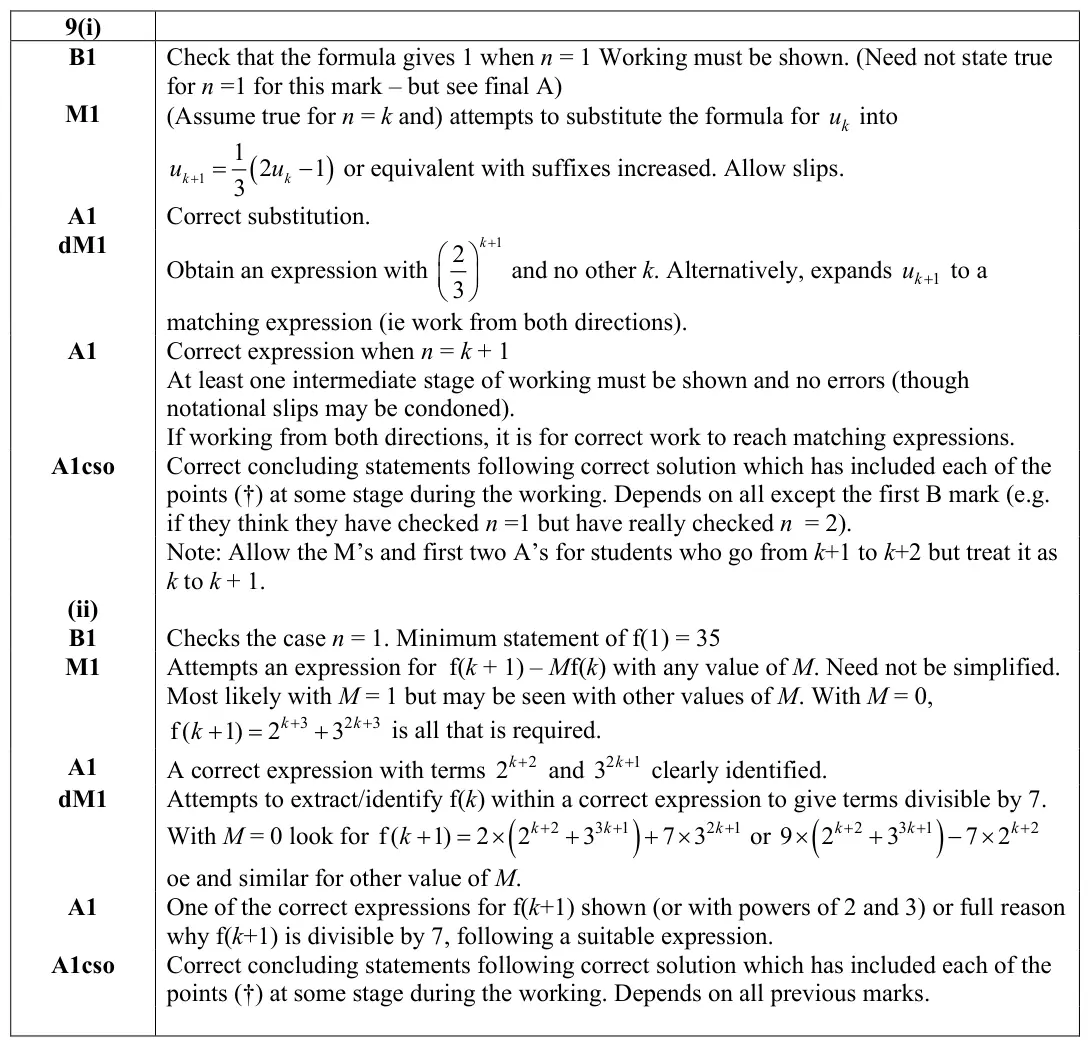 9(i)
B1 Check that the formula gives 1 when n = 1 Working must be shown. (Need not state true
for n =1 for this mark – but see final A)
M1 (Assume true for n = k and) attempts to substitute the formula for u_k into
u_{k+1} = 1/3 (2u_k − 1) or equivalent with suffixes increased. Allow slips.
A1 Correct substitution.
dM1
Obtain an expression with (2/3)^{k+1} and no other k. Alternatively, expands u_{k+1} to a
matching expression (ie work from both directions).
A1 Correct expression when n = k + 1
At least one intermediate stage of working must be shown and no errors (though
notational slips may be condoned).
If working from both directions, it is for correct work to reach matching expressions.
A1cso Correct concluding statements following correct solution which has included each of the
points (†) at some stage during the working. Depends on all except the first B mark (e.g.
if they think they have checked n =1 but have really checked n = 2).
Note: Allow the M's and first two A's for students who go from k+1 to k+2 but treat it as
k to k + 1.
(ii)
B1 Checks the case n = 1. Minimum statement of f(1) = 35
M1 Attempts an expression for f(k + 1) – Mf(k) with any value of M. Need not be simplified.
Most likely with M = 1 but may be seen with other values of M. With M = 0,
f(k+1) = 2^{k+3} + 3^{2k+3} is all that is required.
A1 A correct expression with terms 2^{k+2} and 3^{2k+1} clearly identified.
dM1 Attempts to extract/identify f(k) within a correct expression to give terms divisible by 7.
With M = 0 look for f(k+1) = 2×(2^{k+2} + 3^{3k+1}) + 7×3^{2k+1} or 9×(2^{k+2} + 3^{3k+1}) − 7×2^{k+2}
oe and similar for other value of M.
A1 One of the correct expressions for f(k+1) shown (or with powers of 2 and 3) or full reason
why f(k+1) is divisible by 7, following a suitable expression.
A1cso Correct concluding statements following correct solution which has included each of the
points (†) at some stage during the working. Depends on all previous marks.